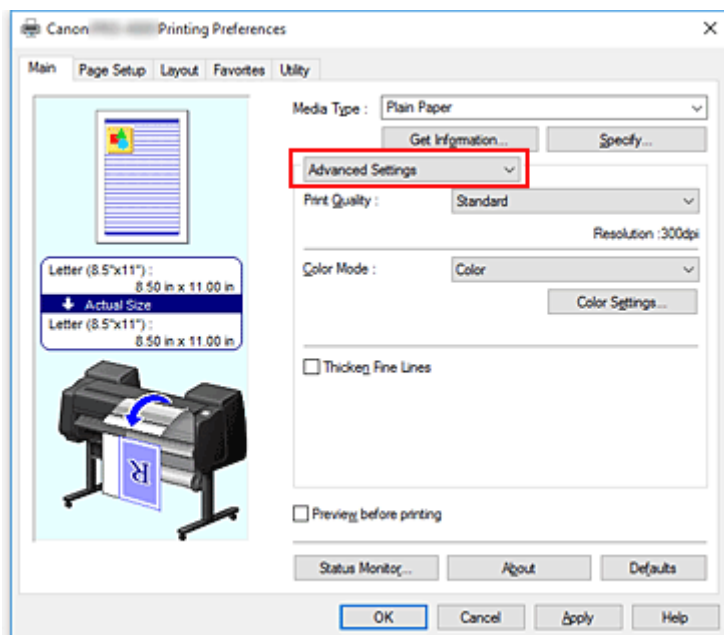 Canon Printing Preferences
Main Page Setup Layout Favorites Utility
Media Type : Plain Paper
Get Information... Specify...
Advanced Settings
Print Quality : Standard
Resolution :300dpi
Color Mode : Color
Color Settings...
Thicken Fine Lines
Letter (8.5"x11") :
8.50 in x 11.00 in
Actual Size
Letter (8.5"x11") :
8.50 in x 11.00 in
R
Preview before printing
Status Monitor... About Defaults
OK Cancel Apply Help